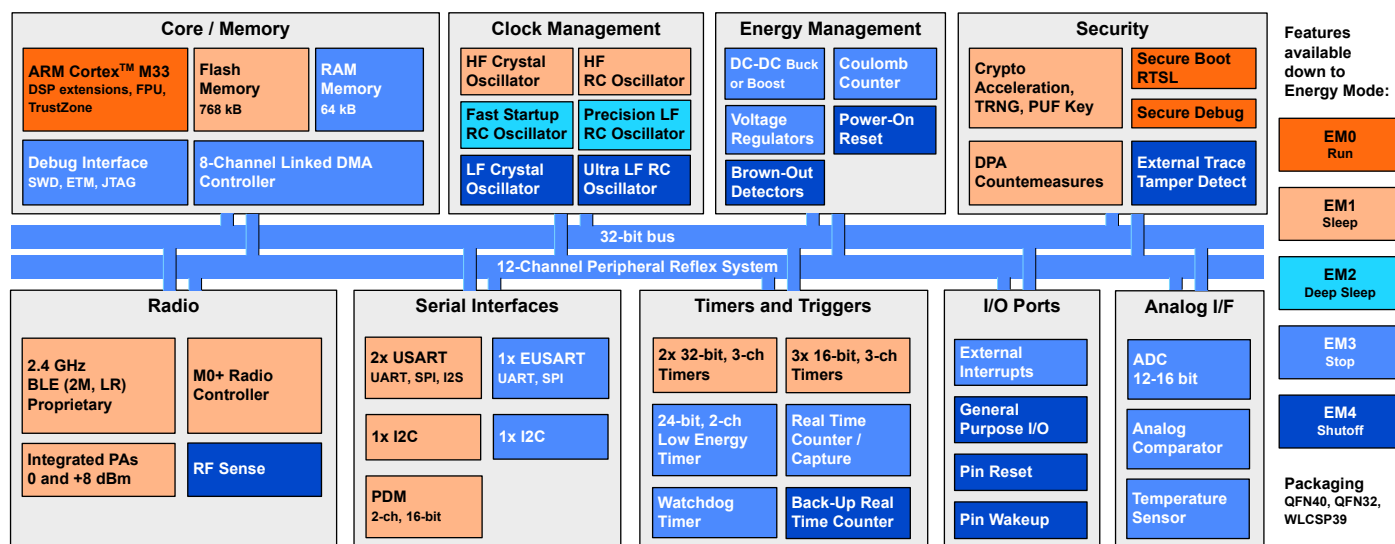 Core / Memory
ARM Cortex™ M33
DSP extensions, FPU,
TrustZone
Flash
Memory
768 kB
RAM
Memory
64 kB
Debug Interface
SWD, ETM, JTAG
8-Channel Linked DMA
Controller
Clock Management
HF Crystal
Oscillator
HF
RC Oscillator
Fast Startup
RC Oscillator
Precision LF
RC Oscillator
LF Crystal
Oscillator
Ultra LF RC
Oscillator
Energy Management
DC-DC Buck
or Boost
Coulomb
Counter
Voltage
Regulators
Power-On
Reset
Brown-Out
Detectors
Security
Crypto
Acceleration,
TRNG, PUF Key
Secure Boot
RTSL
Secure Debug
DPA
Countemeasures
External Trace
Tamper Detect
32-bit bus
12-Channel Peripheral Reflex System
Radio
2.4 GHz
BLE (2M, LR)
Proprietary
M0+ Radio
Controller
Integrated PAs
0 and +8 dBm
RF Sense
Serial Interfaces
2x USART
UART, SPI, I2S
1x EUSART
UART, SPI
1x I2C
1x I2C
PDM
2-ch, 16-bit
Timers and Triggers
2x 32-bit, 3-ch
Timers
3x 16-bit, 3-ch
Timers
24-bit, 2-ch
Low Energy
Timer
Real Time
Counter /
Capture
Watchdog
Timer
Back-Up Real
Time Counter
I/O Ports
External
Interrupts
General
Purpose I/O
Pin Reset
Pin Wakeup
Analog I/F
ADC
12-16 bit
Analog
Comparator
Temperature
Sensor
Features
available
down to
Energy Mode:
EM0
Run
EM1
Sleep
EM2
Deep Sleep
EM3
Stop
EM4
Shutoff
Packaging
QFN40, QFN32,
WLCSP39